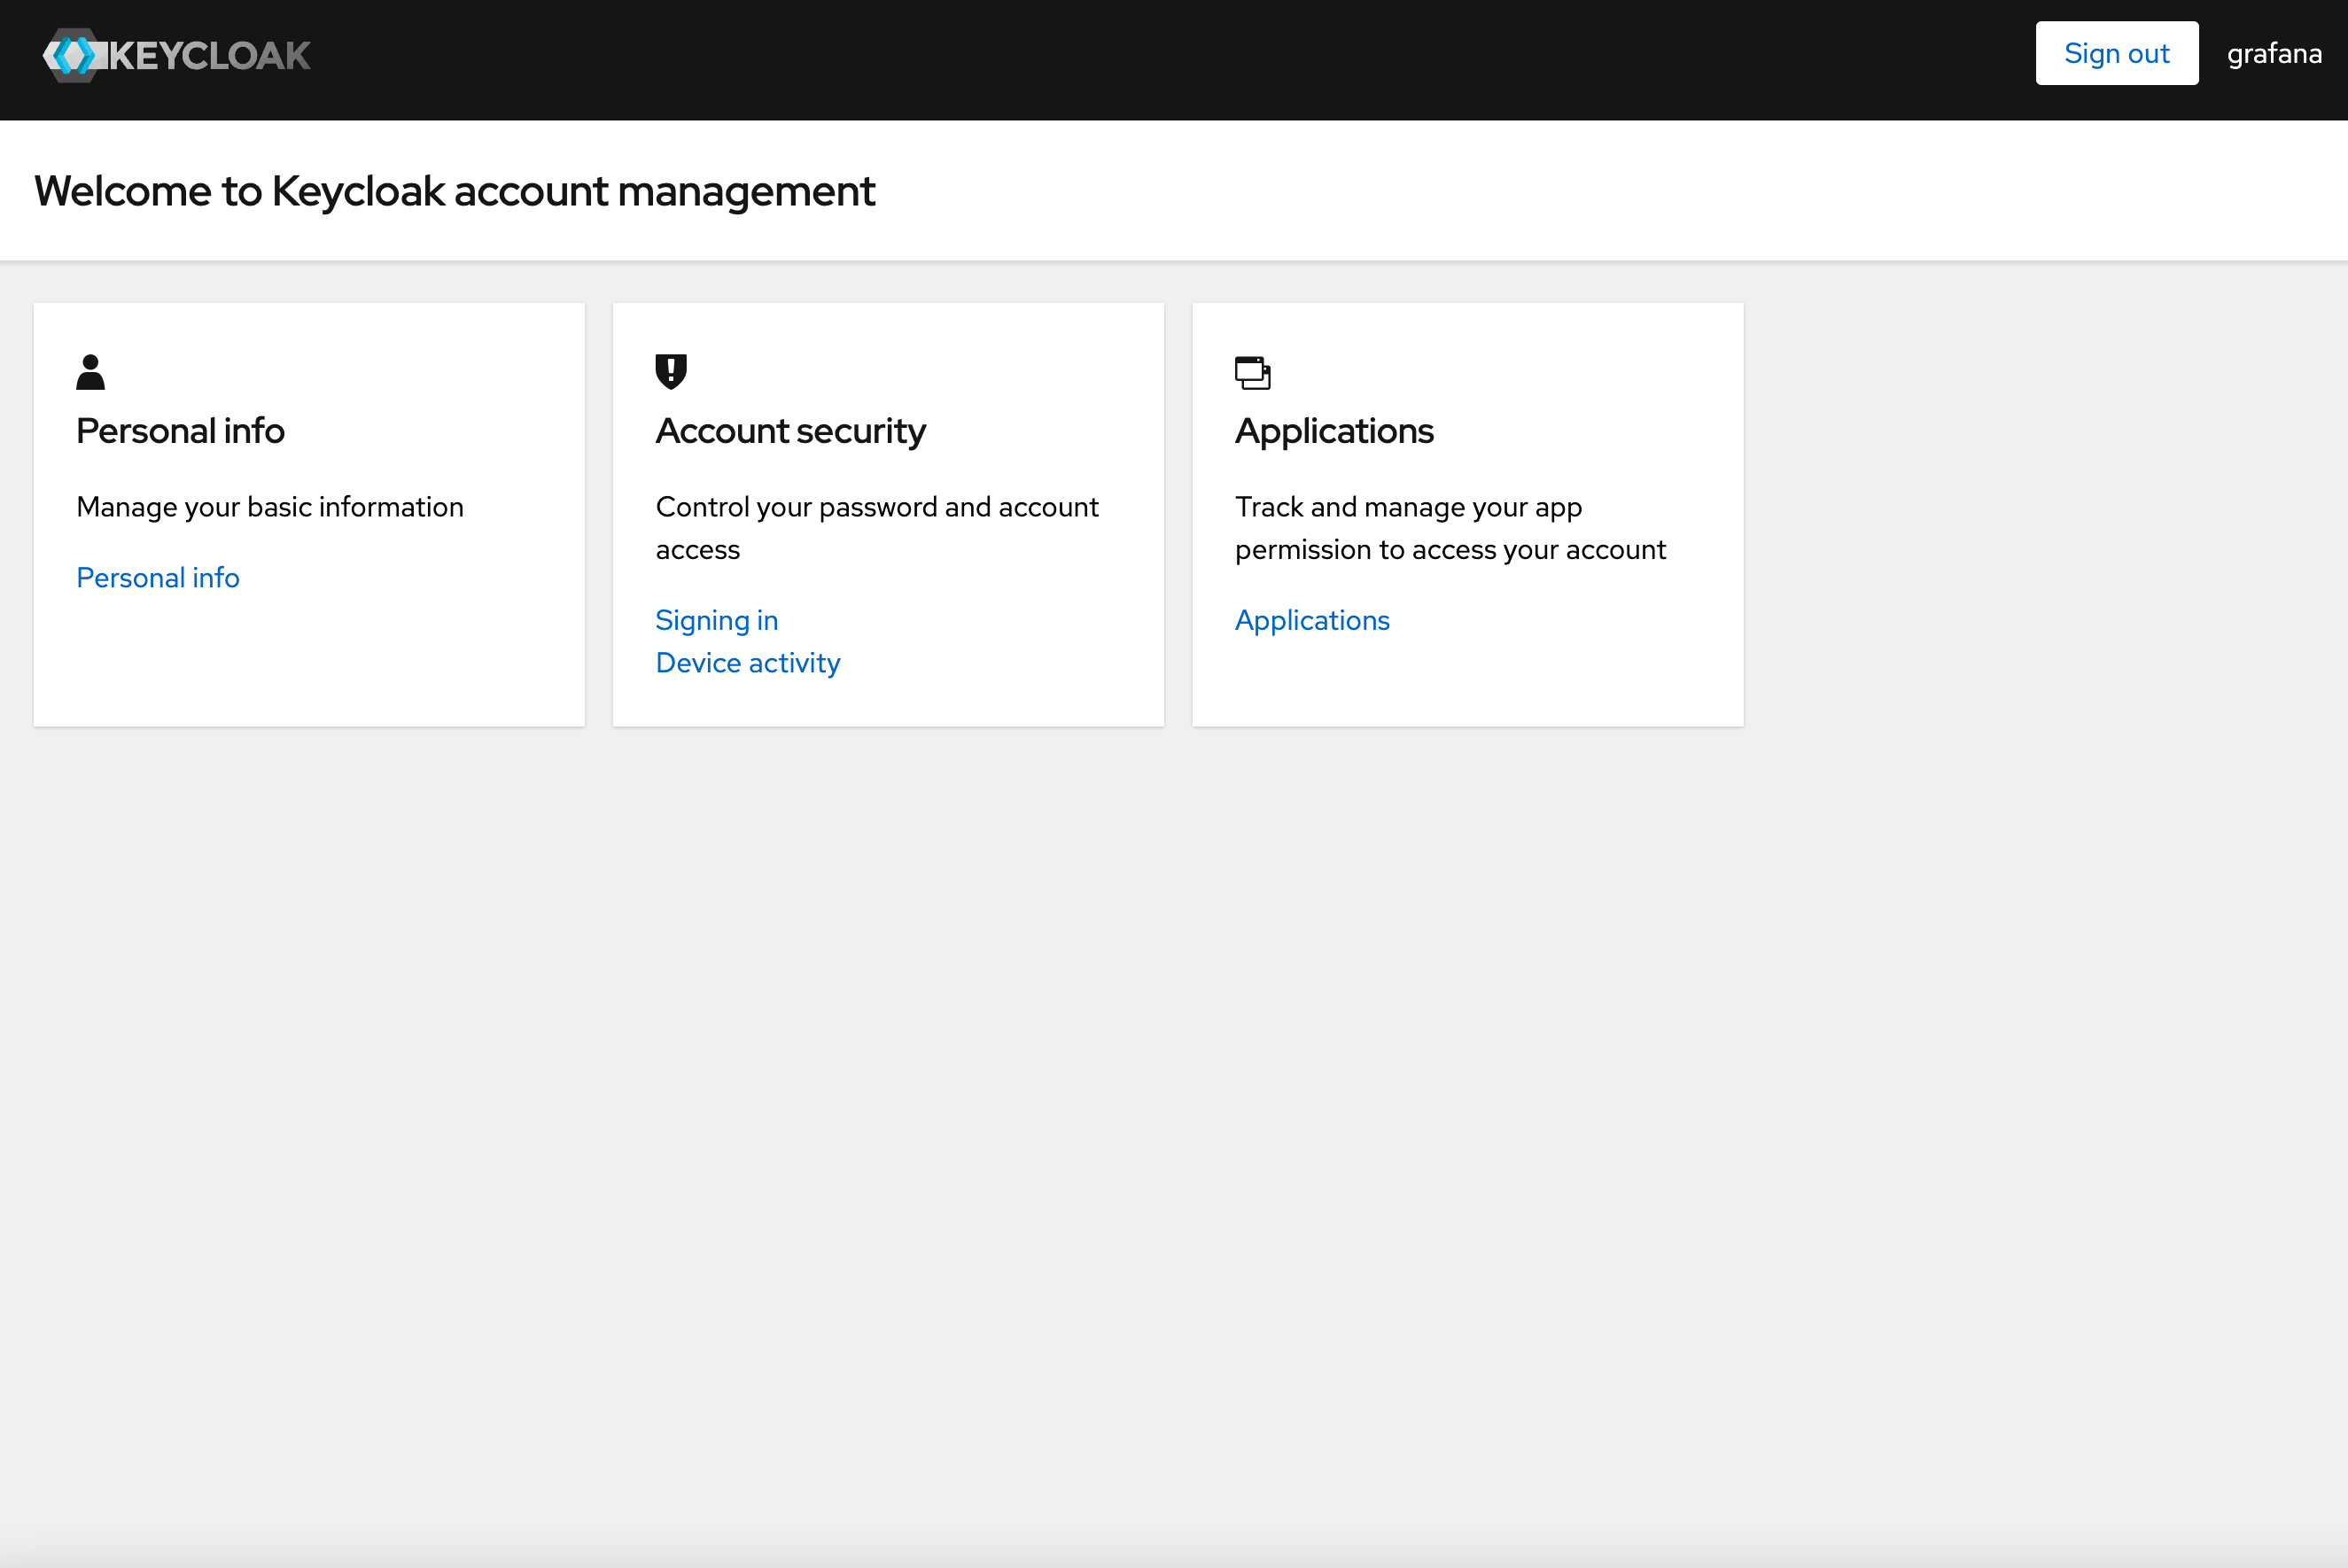 KEYCLOAK
Sign out
grafana
Welcome to Keycloak account management
Personal info
Manage your basic information
Personal info
Account security
Control your password and account
access
Signing in
Device activity
Applications
Track and manage your app
permission to access your account
Applications